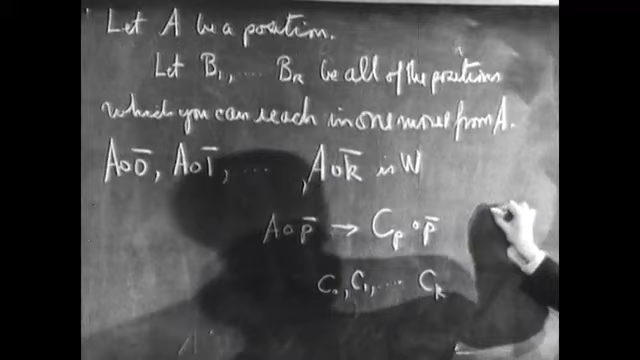 Let A be a position.
Let B₁, .... Bₖ be all of the positions
which you can reach in one move from A.
A∘0̄, A∘1̄, .... , A∘k̄ is W
A∘p̄ → Cₚ∘p̄
C₀, C₁, .... Cₖ